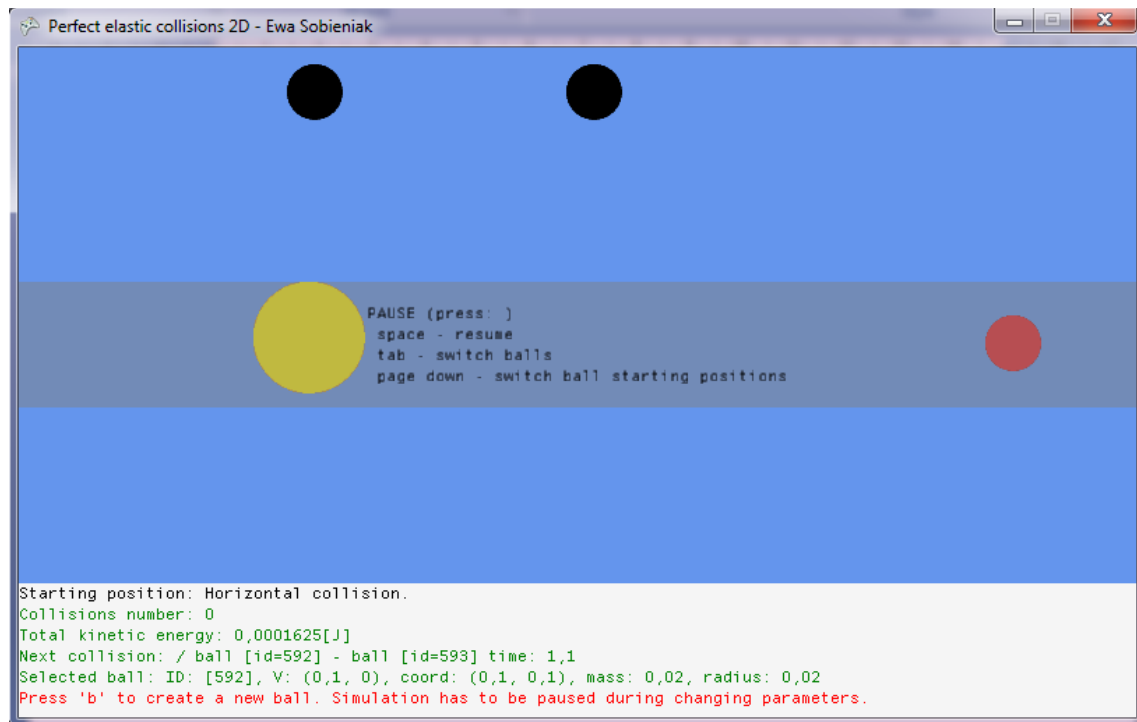 Perfect elastic collisions 2D - Ewa Sobieniak
PAUSE (press: )
space - resume
tab - switch balls
page down - switch ball starting positions
Starting position: Horizontal collision.
Collisions number: 0
Total kinetic energy: 0,0001625[J]
Next collision: / ball [id=592] - ball [id=593] time: 1,1
Selected ball: ID: [592], V: (0,1, 0), coord: (0,1, 0,1), mass: 0,02, radius: 0,02
Press 'b' to create a new ball. Simulation has to be paused during changing parameters.